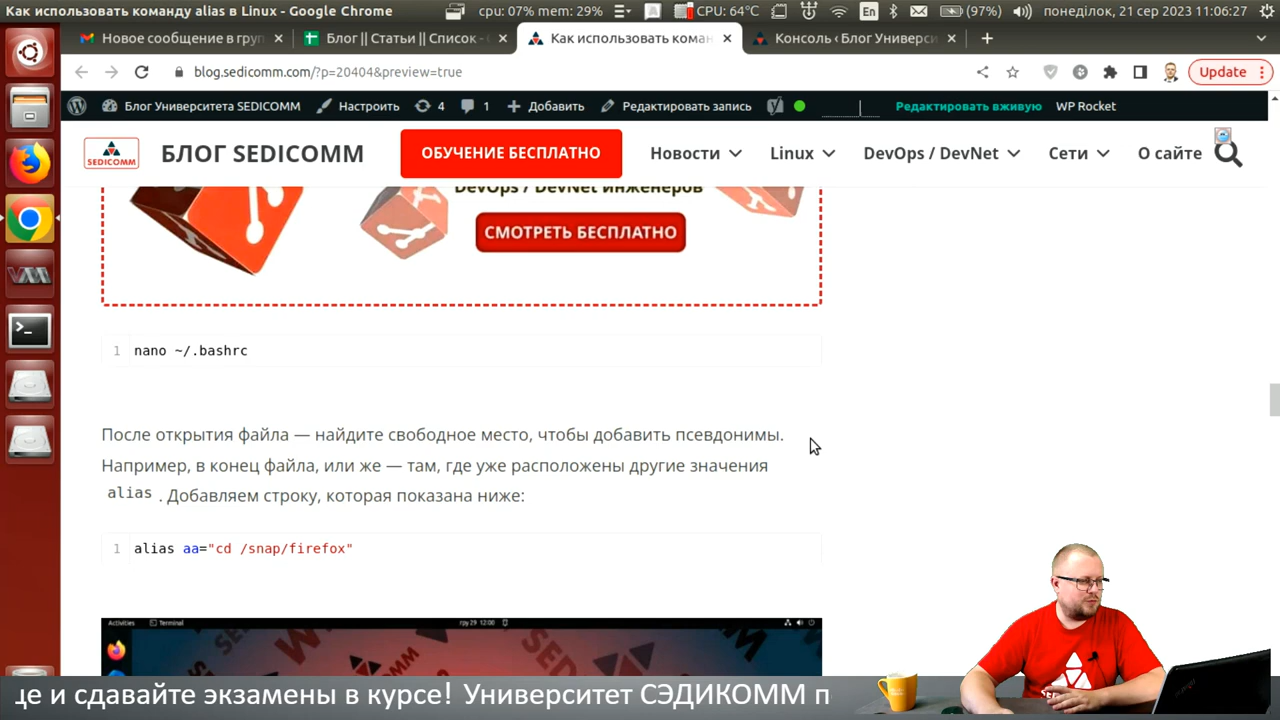 Как использовать команду alias в Linux - Google Chrome
cpu: 07% mem: 29%
A
CPU: 64°C
En
(97%)
понеділок, 21 сер 2023 11:06:27
Новое сообщение в груп
Блог || Статьи || Список -
Как использовать коман
Консоль ‹ Блог Универси
blog.sedicomm.com/?p=20404&preview=true
Update
Блог Университета SEDICOMM
Настроить
4
1
Добавить
Редактировать запись
Редактировать вживую
WP Rocket
SEDICOMM
БЛОГ SEDICOMM
ОБУЧЕНИЕ БЕСПЛАТНО
Новости
Linux
DevOps / DevNet
Сети
О сайте
DevOps / DevNet инженеров
СМОТРЕТЬ БЕСПЛАТНО
1 nano ~/.bashrc
После открытия файла — найдите свободное место, чтобы добавить псевдонимы.
Например, в конец файла, или же — там, где уже расположены другие значения
alias . Добавляем строку, которая показана ниже:
1 alias aa="cd /snap/firefox"
Activities Terminal гру 29 12:00
це и сдавайте экзамены в курсе! Университет СЭДИКОММ п